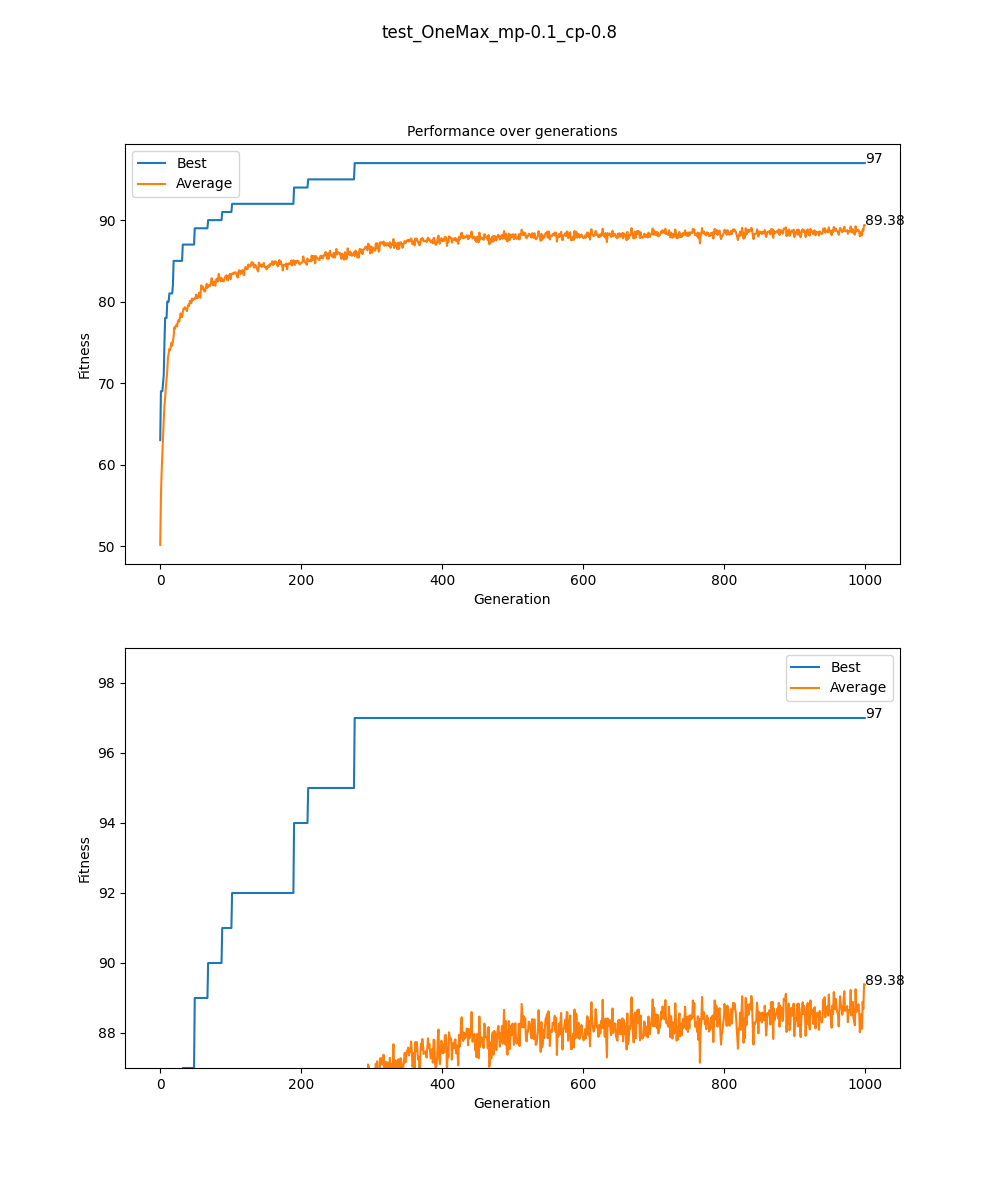 test_OneMax_mp-0.1_cp-0.8
Performance over generations
Best
Average
97
89.38
90
80
70
60
50
Fitness
0 200 400 600 800 1000
Generation
Best
Average
97
89.38
98
96
94
92
90
88
Fitness
0 200 400 600 800 1000
Generation